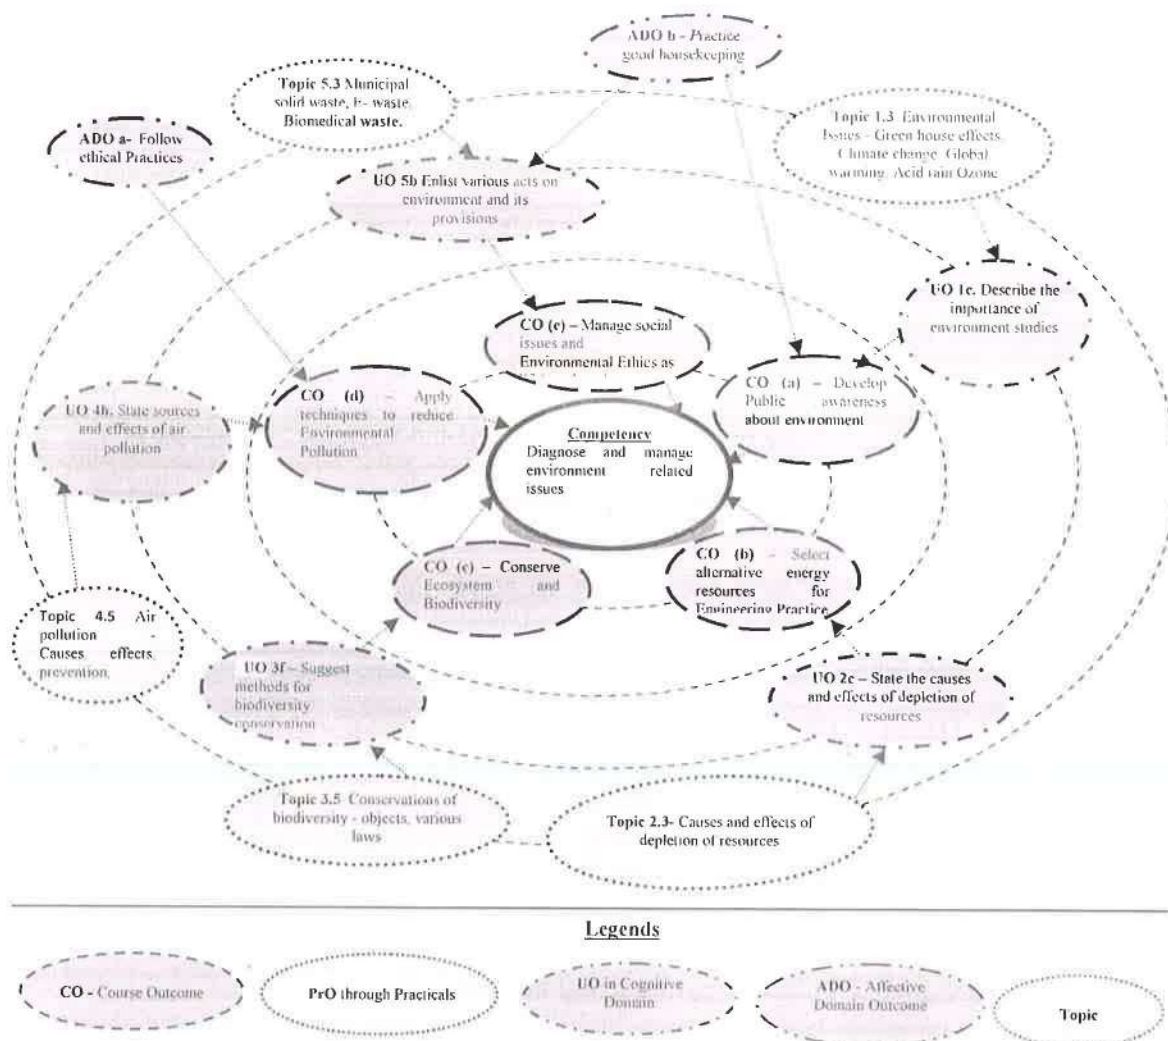 ADO b - Practice
good housekeeping
Topic 5.3 Municipal
solid waste, E- waste,
Biomedical waste.
Topic 1.3 Environmental
Issues - Green house effects,
Climate change, Global
warming, Acid rain Ozone
ADO a- Follow
ethical Practices
UO 5b Enlist various acts on
environment and its
provisions
UO 1c. Describe the
importance of
environment studies
CO (e) – Manage social
issues and
Environmental Ethics as
CO (d) – Apply
techniques to reduce
Environmental
Pollution
CO (a) – Develop
Public awareness
about environment
UO 4b. State sources
and effects of air
pollution
Competency
Diagnose and manage
environment related
issues
CO (c) – Conserve
Ecosystem and
Biodiversity
CO (b) – Select
alternative energy
resources for
Engineering Practice
Topic 4.5 Air
pollution -
Causes, effects,
prevention,
UO 3f – Suggest
methods for
biodiversity
conservation
UO 2c – State the causes
and effects of depletion of
resources
Topic 3.5 Conservations of
biodiversity - objects, various
laws
Topic 2.3- Causes and effects of
depletion of resources
Legends
CO - Course Outcome
PrO through Practicals
UO in Cognitive
Domain
ADO - Affective
Domain Outcome
Topic